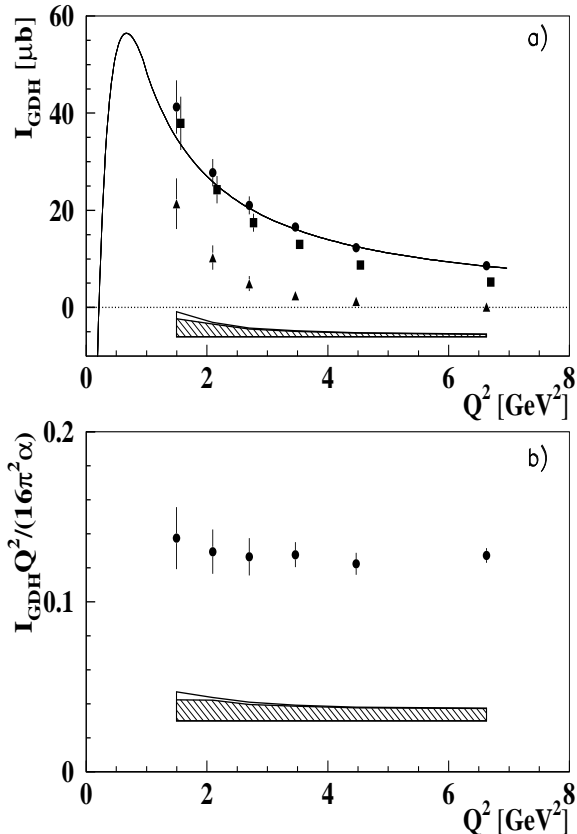 a)
I_GDH [μb]
60
40
20
0
0 2 4 6 8
Q² [GeV²]
b)
I_GDH Q²/(16π²α)
0.2
0.1
0
0 2 4 6 8
Q² [GeV²]